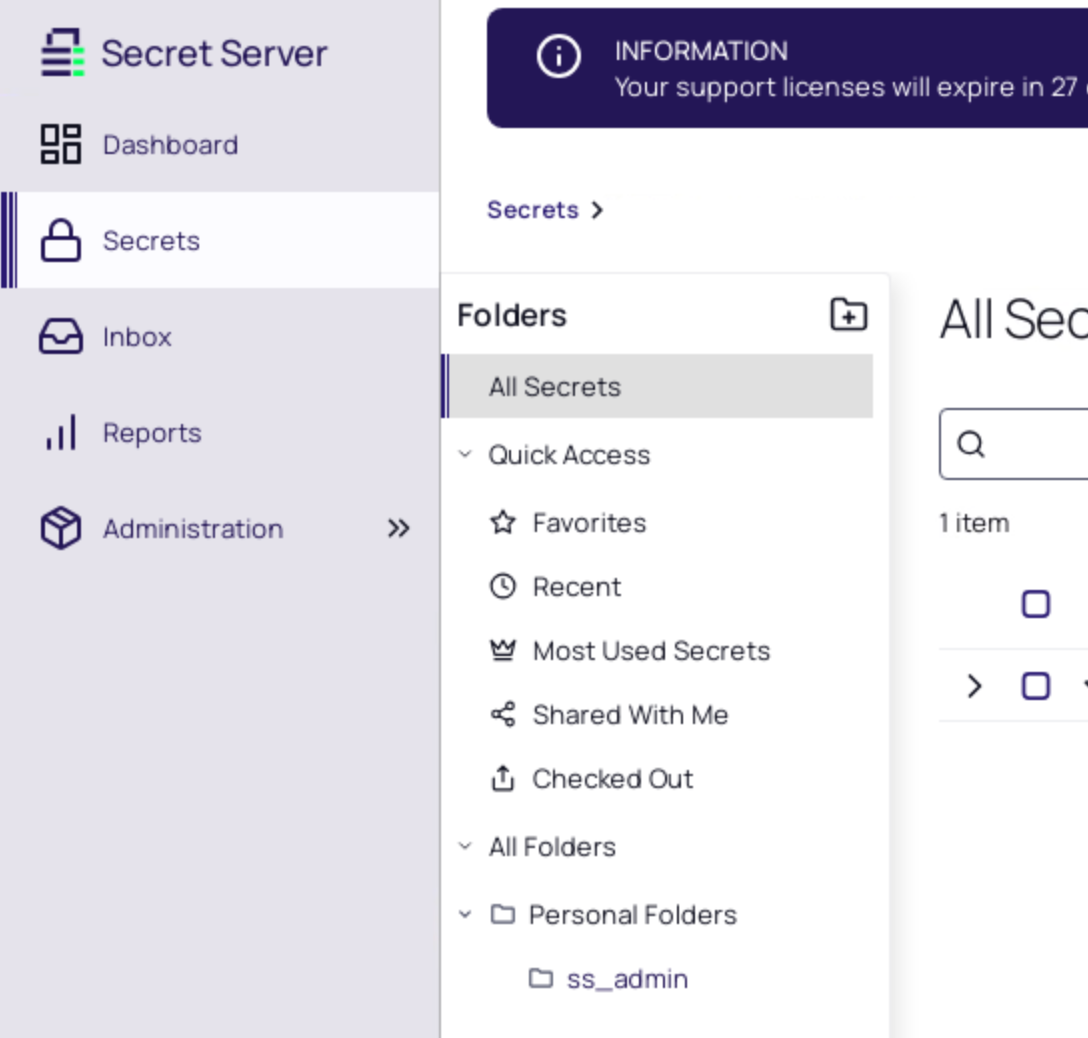 Secret Server
Dashboard
Secrets
Inbox
Reports
Administration
INFORMATION
Your support licenses will expire in 27
Secrets
Folders
All Secrets
Quick Access
Favorites
Recent
Most Used Secrets
Shared With Me
Checked Out
All Folders
Personal Folders
ss_admin
All Sec
1 item